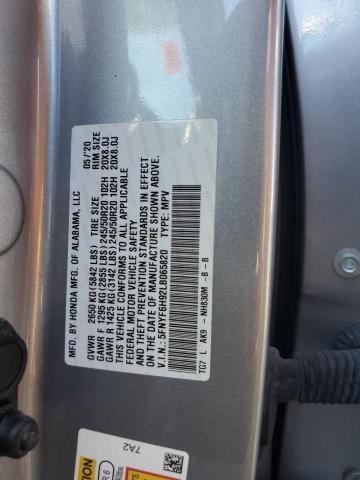 MFD. BY HONDA MFG. OF ALABAMA, LLC 05/20
GVWR 2650 KG (5842 LBS) TIRE SIZE RIM SIZE
GAWR F 1295 KG (2855 LBS) 245/50R20 102H 20X8.0J
GAWR R 1425 KG (3142 LBS) 245/50R20 102H 20X8.0J
THIS VEHICLE CONFORMS TO ALL APPLICABLE
FEDERAL MOTOR VEHICLE SAFETY
AND THEFT PREVENTION STANDARDS IN EFFECT
ON THE DATE OF MANUFACTURE SHOWN ABOVE.
V.I.N.: 5FNYF6H92LB065820 TYPE: MPV
TG7 L AK9 - NH830M -B - B
7A2